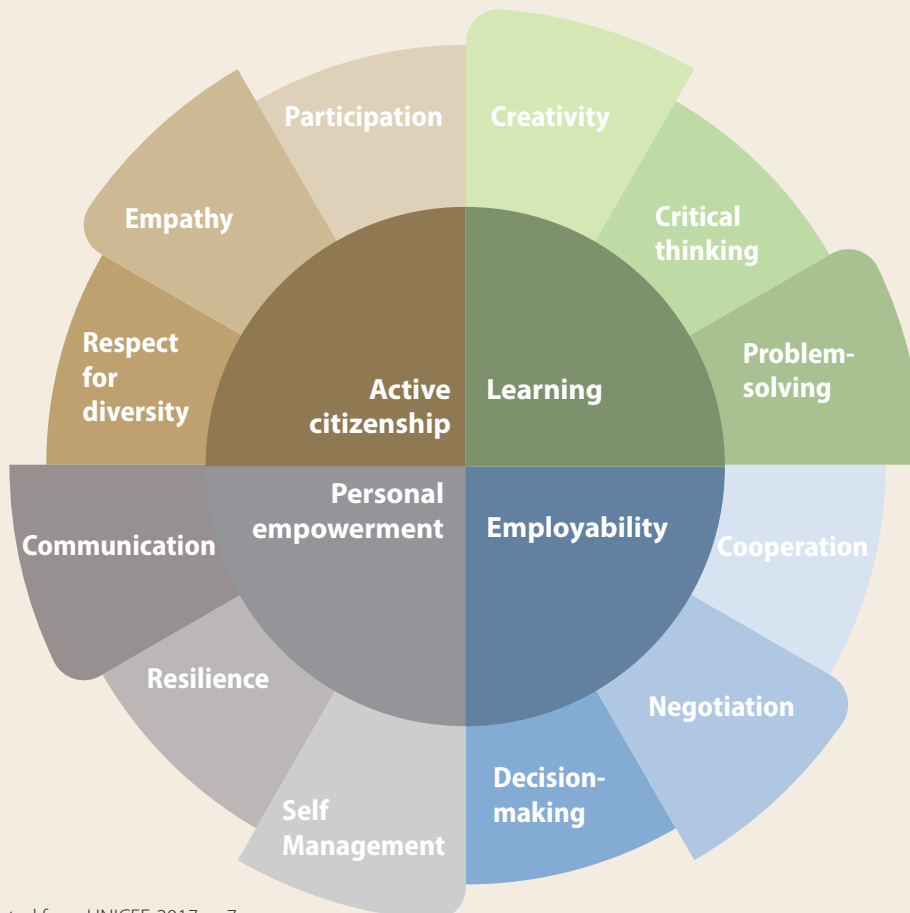 Participation
Creativity
Empathy
Critical
thinking
Respect
for
diversity
Problem-
solving
Active
citizenship
Learning
Personal
empowerment
Employability
Communication
Cooperation
Resilience
Negotiation
Self
Management
Decision-
making